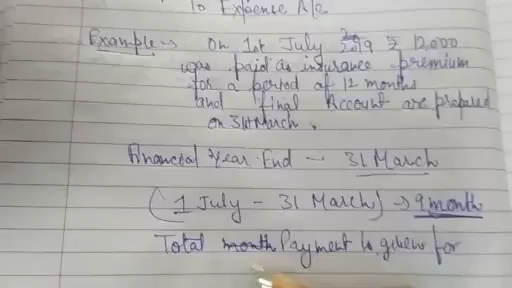 To Expence A/c
Example → On 1st July 2019 ₹ 12,000
was paid as insurance premium
for a period of 12 months
and final Account are prepared
on 31st March.
Financial Year End - 31 March
(1 July - 31 March) → 9 month
Total month Payment is given for